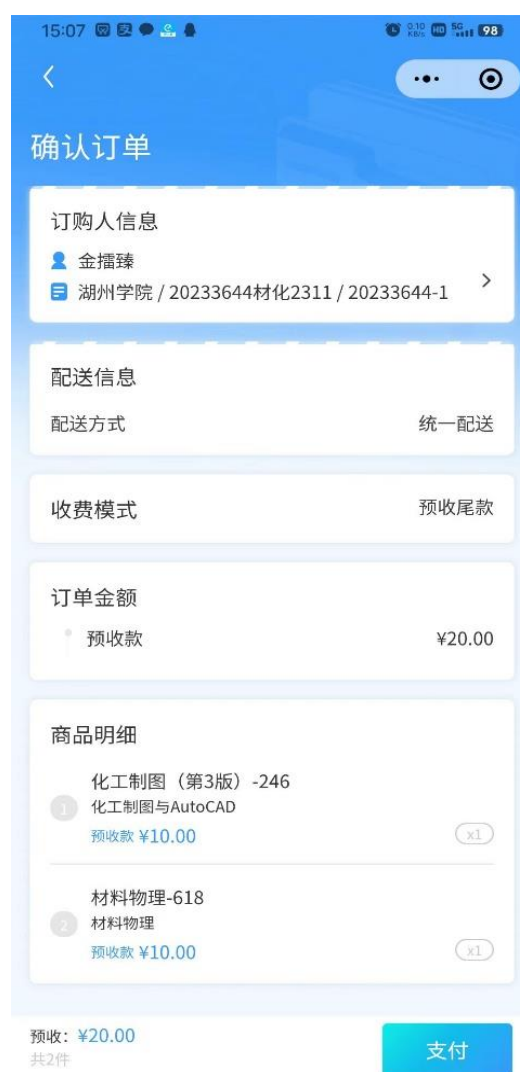 15:07
0.10 KB/s HD 5G 98
确认订单
订购人信息
金擂臻
湖州学院 / 20233644材化2311 / 20233644-1
配送信息
配送方式 统一配送
收费模式 预收尾款
订单金额
预收款 ¥20.00
商品明细
化工制图（第3版）-246
1 化工制图与AutoCAD
预收款 ¥10.00 x1
材料物理-618
2 材料物理
预收款 ¥10.00 x1
预收: ¥20.00
共2件
支付